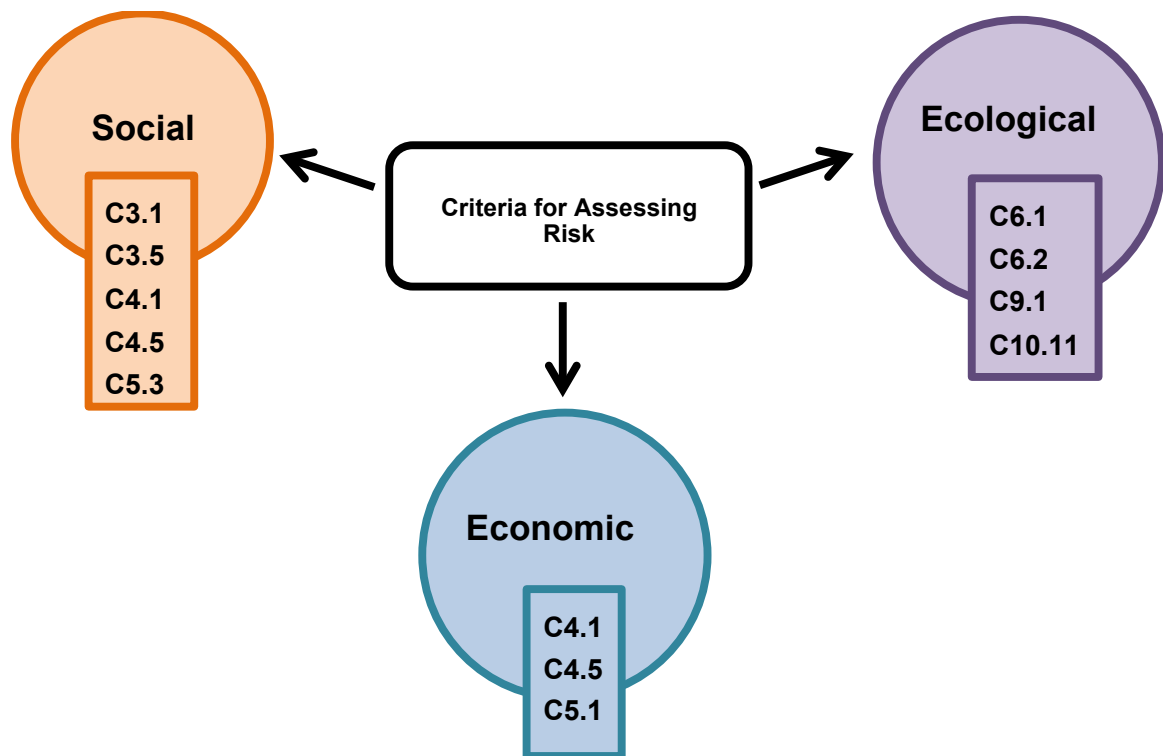 Social
C3.1
C3.5
C4.1
C4.5
C5.3
Criteria for Assessing
Risk
Ecological
C6.1
C6.2
C9.1
C10.11
Economic
C4.1
C4.5
C5.1